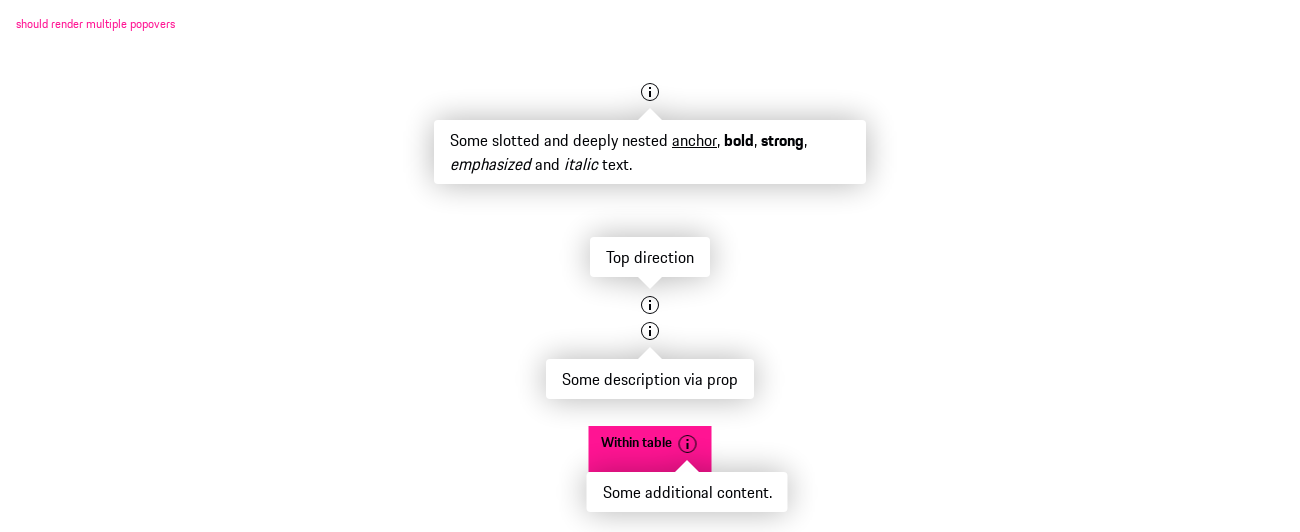 should render multiple popovers
Some slotted and deeply nested anchor, bold, strong,
emphasized and italic text.
Top direction
Some description via prop
Within table
Some additional content.